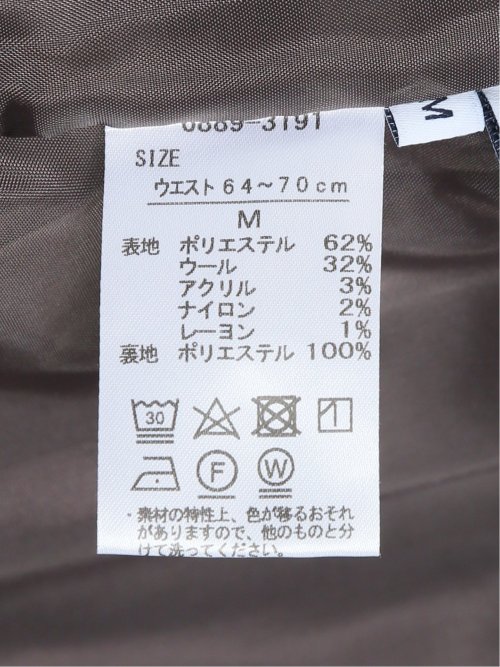 0889-3191
M
SIZE
ウエスト64~70cm
M
表地 ポリエステル 62%
ウール 32%
アクリル 3%
ナイロン 2%
レーヨン 1%
裏地 ポリエステル 100%
30
F W
・素材の特性上、色が移るおそれ
がありますので、他のものと分
けて洗ってください。